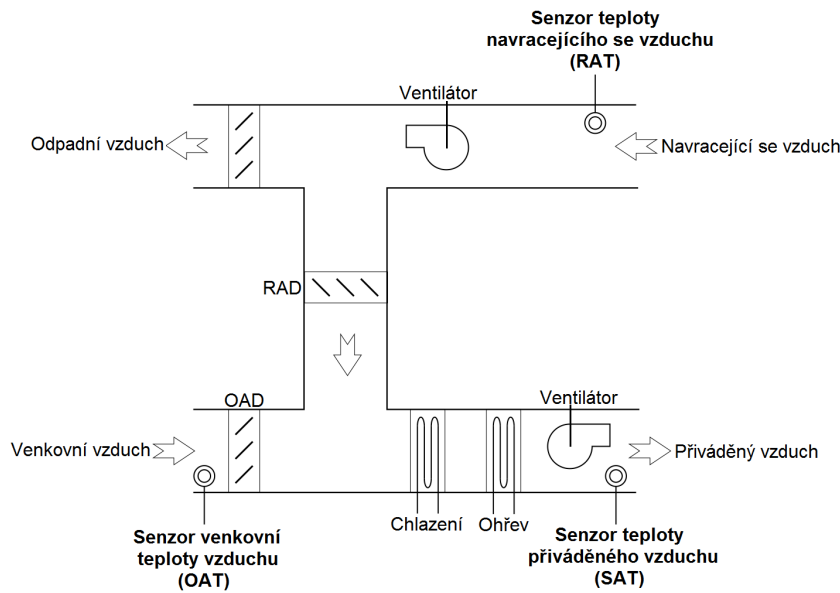 Senzor teploty
navracejícího se vzduchu
(RAT)
Ventilátor
Odpadní vzduch
Navracející se vzduch
RAD
OAD
Ventilátor
Venkovní vzduch
Přiváděný vzduch
Chlazení
Ohřev
Senzor venkovní
teploty vzduchu
(OAT)
Senzor teploty
přiváděného vzduchu
(SAT)